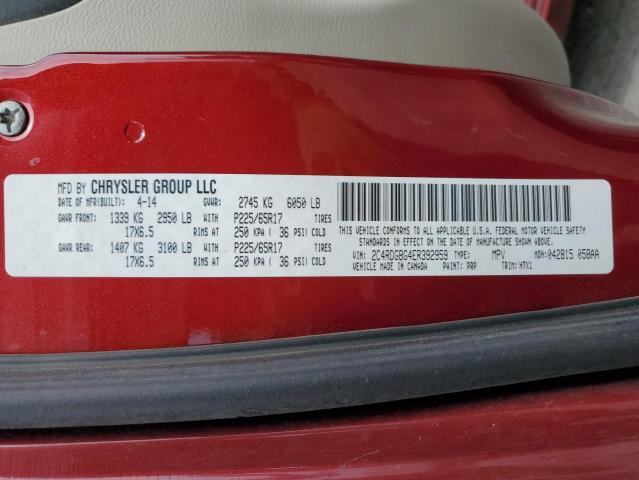 MFD BY CHRYSLER GROUP LLC
DATE OF MFR(BUILT): 4-14 GVWR: 2745 KG 6050 LB
GAWR FRONT: 1339 KG 2950 LB WITH P225/65R17 TIRES
17X6.5 RIMS AT 250 KPA ( 36 PSI) COLD
GAWR REAR: 1407 KG 3100 LB WITH P225/65R17 TIRES
17X6.5 RIMS AT 250 KPA ( 36 PSI) COLD
THIS VEHICLE CONFORMS TO ALL APPLICABLE U.S.A. FEDERAL MOTOR VEHICLE SAFETY
STANDARDS IN EFFECT ON THE DATE OF MANUFACTURE SHOWN ABOVE.
VIN: 2C4RDGBG4ER392959 TYPE: MPV MDH: 042815 058AA
VEHICLE MADE IN CANADA PAINT: PRP TRIM: H7X1